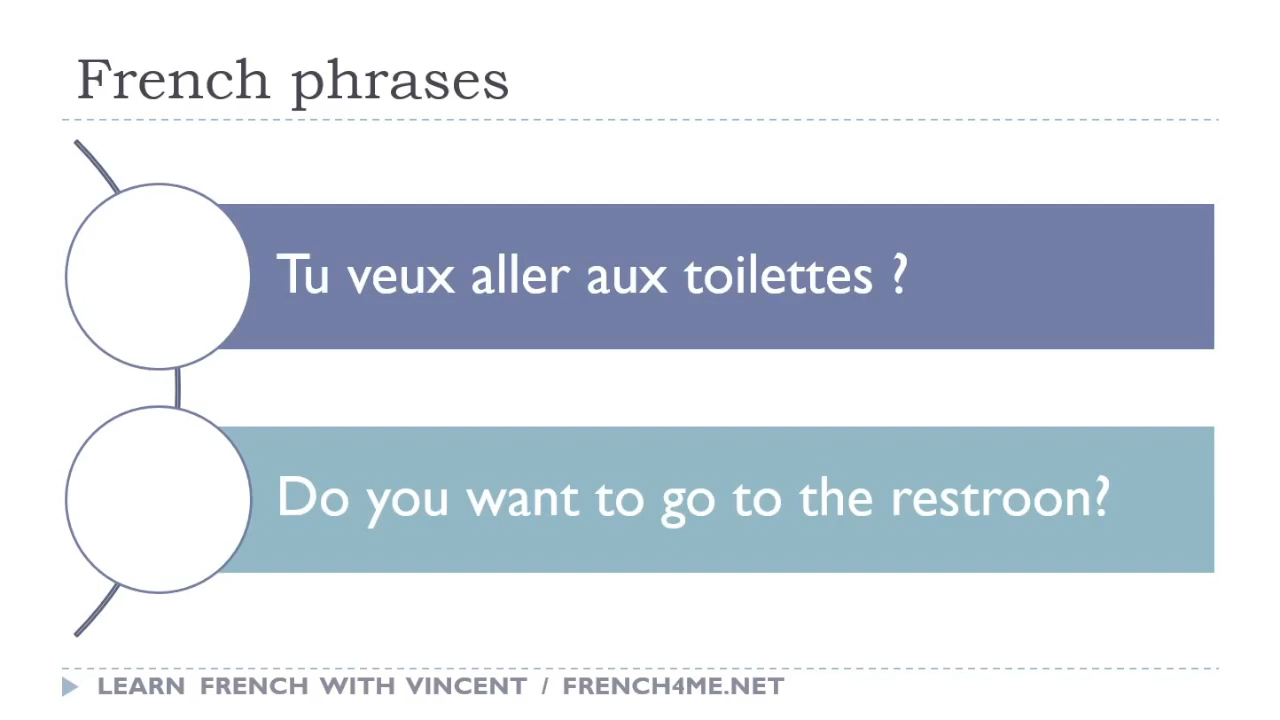 French phrases
Tu veux aller aux toilettes ?
Do you want to go to the restroon?
LEARN FRENCH WITH VINCENT / FRENCH4ME.NET